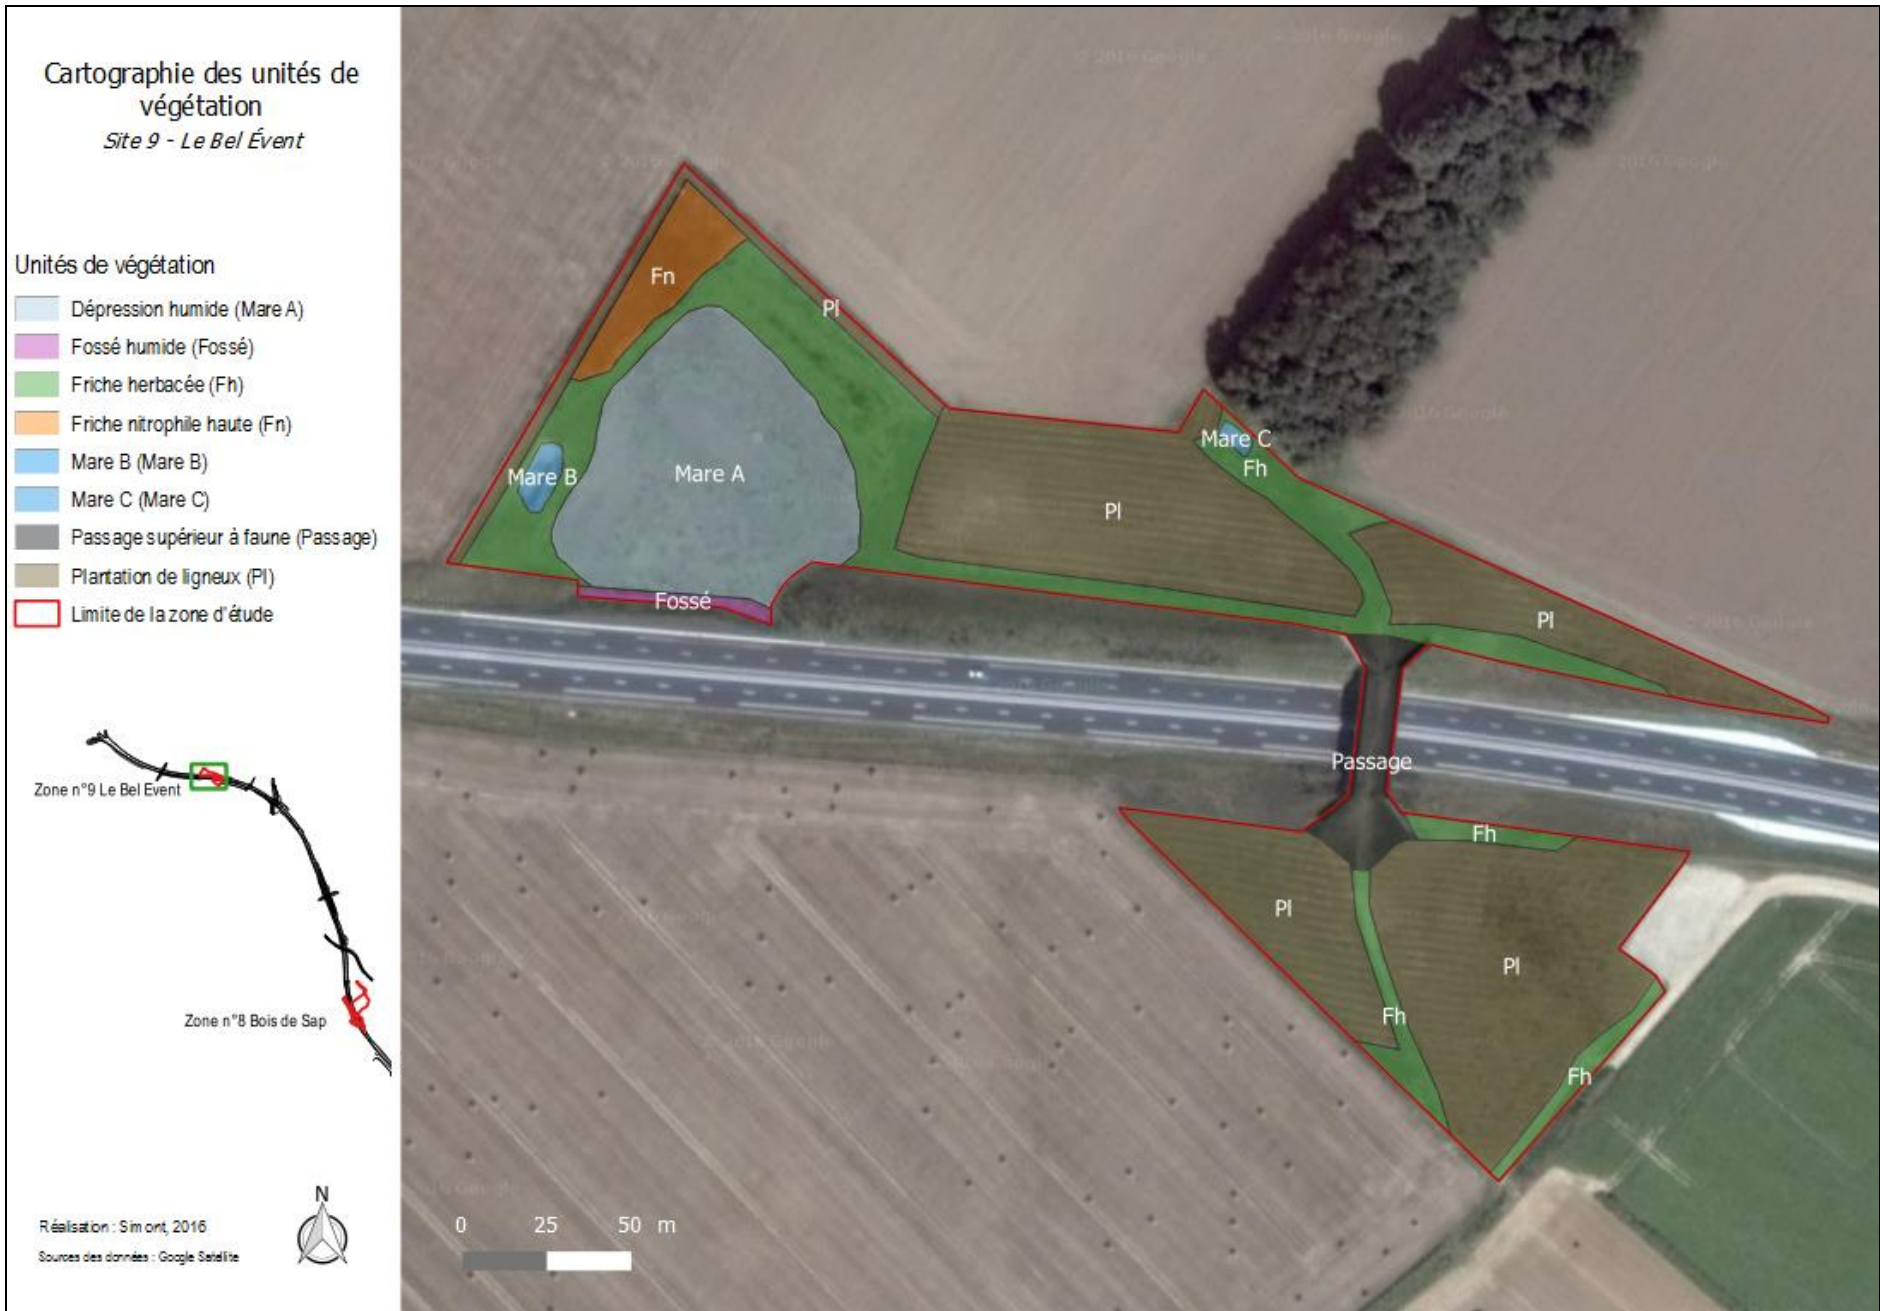 Cartographie des unités de
végétation
Site 9 - Le Bel Évent
Unités de végétation
Dépression humide (Mare A)
Fossé humide (Fossé)
Friche herbacée (Fh)
Friche nitrophile haute (Fn)
Mare B (Mare B)
Mare C (Mare C)
Passage supérieur à faune (Passage)
Plantation de ligneux (Pl)
Limite de la zone d'étude
Zone n°9 Le Bel Event
Zone n°8 Bois de Sap
N
Réalisation : Simont, 2016
Sources des données : Google Satellite
© 2016 Google
© 2016 Google
Fn
Pl
Mare C
Fh
Mare B
Mare A
Pl
Fossé
Pl
Passage
Fh
Pl
Pl
Fh
Fh
0 25 50 m